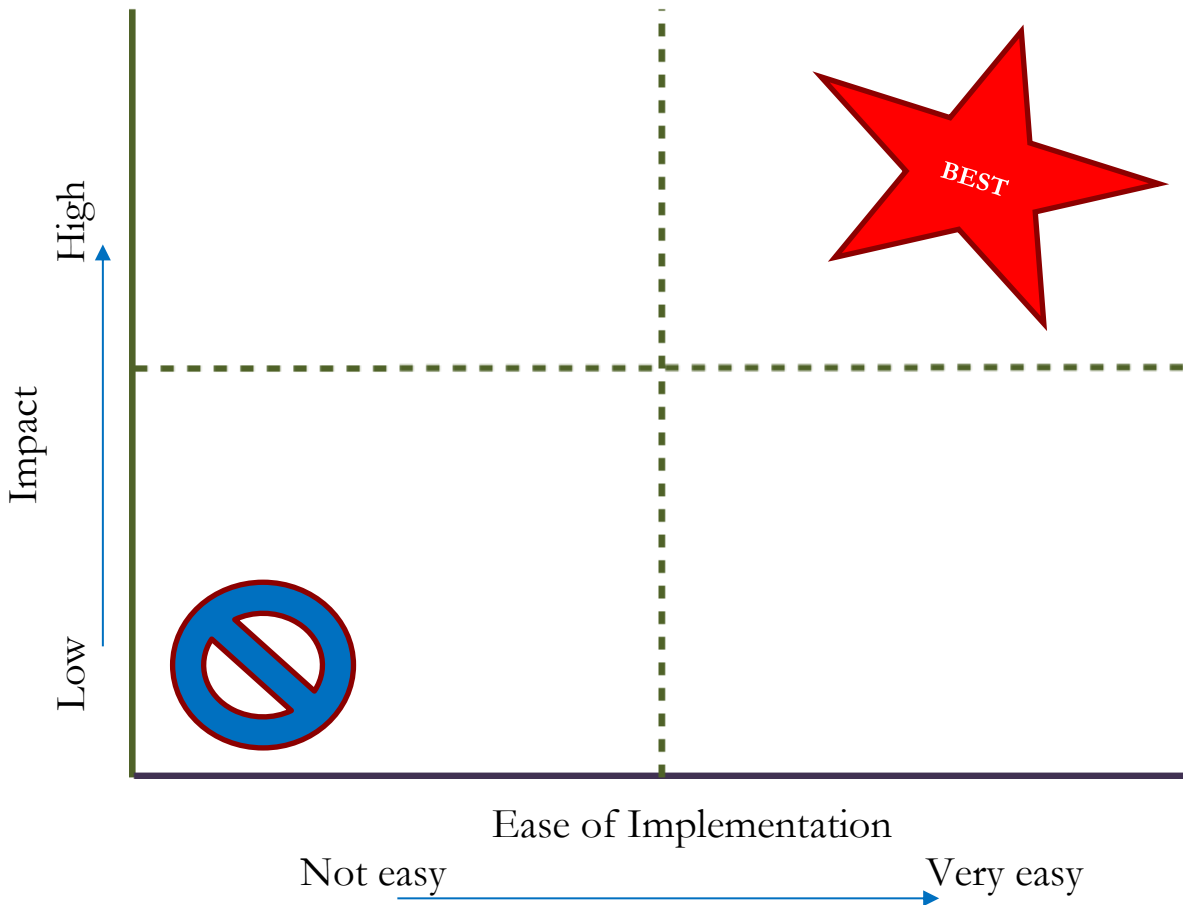 BEST
High
Impact
Low
Ease of Implementation
Not easy
Very easy